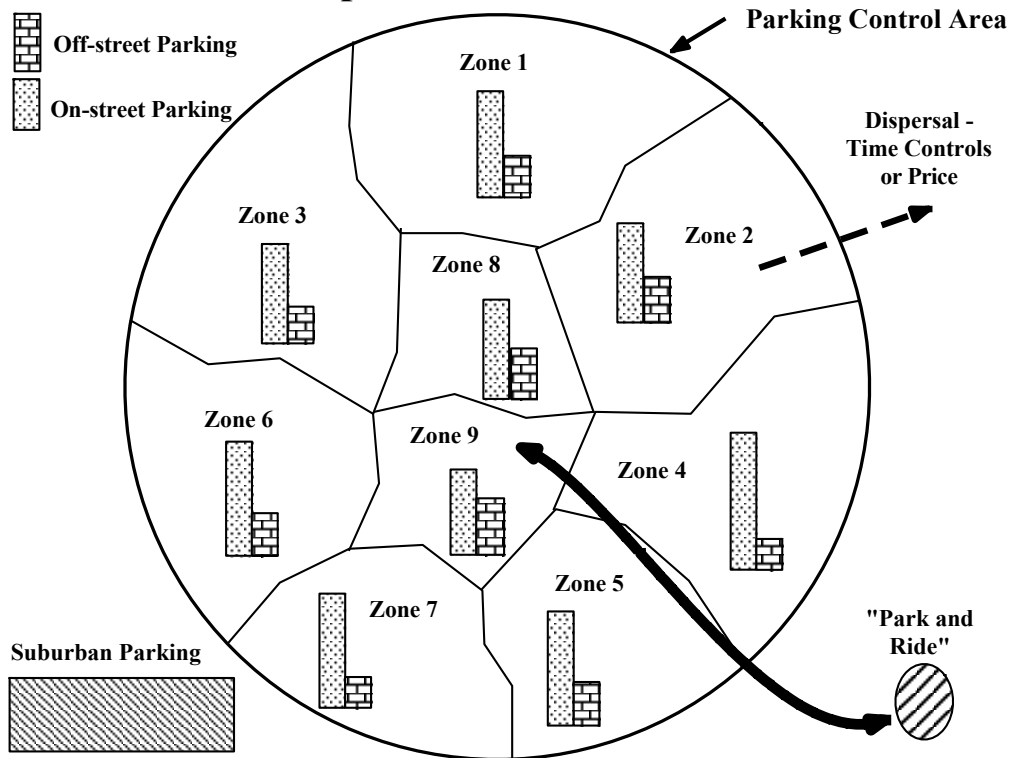 Off-street Parking
On-street Parking
Parking Control Area
Zone 1
Dispersal -
Time Controls
or Price
Zone 3
Zone 2
Zone 8
Zone 6
Zone 9
Zone 4
Zone 5
Zone 7
"Park and
Ride"
Suburban Parking